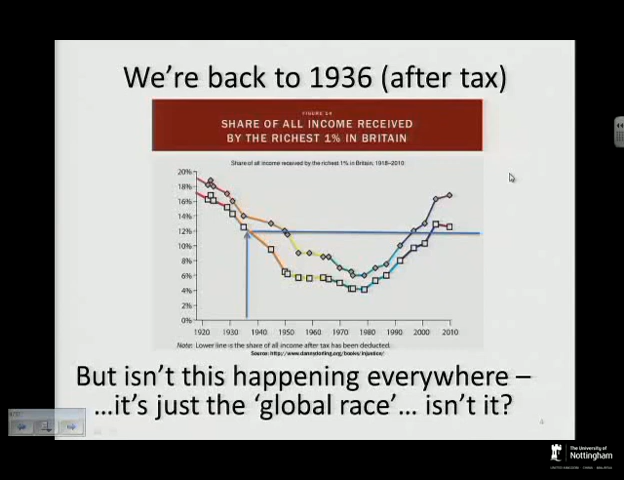 We're back to 1936 (after tax)
FIGURE 14
SHARE OF ALL INCOME RECEIVED
BY THE RICHEST 1% IN BRITAIN
Share of all income received by the richest 1% in Britain, 1918–2010
20%
18%
16%
14%
12%
10%
8%
6%
4%
2%
0%
1920 1930 1940 1950 1960 1970 1980 1990 2000 2010
Note: Lower line is the share of all income after tax has been deducted.
Source: http://www.dannydorling.org/books/injustice/
But isn't this happening everywhere –
…it's just the 'global race'… isn't it?
The University of
Nottingham